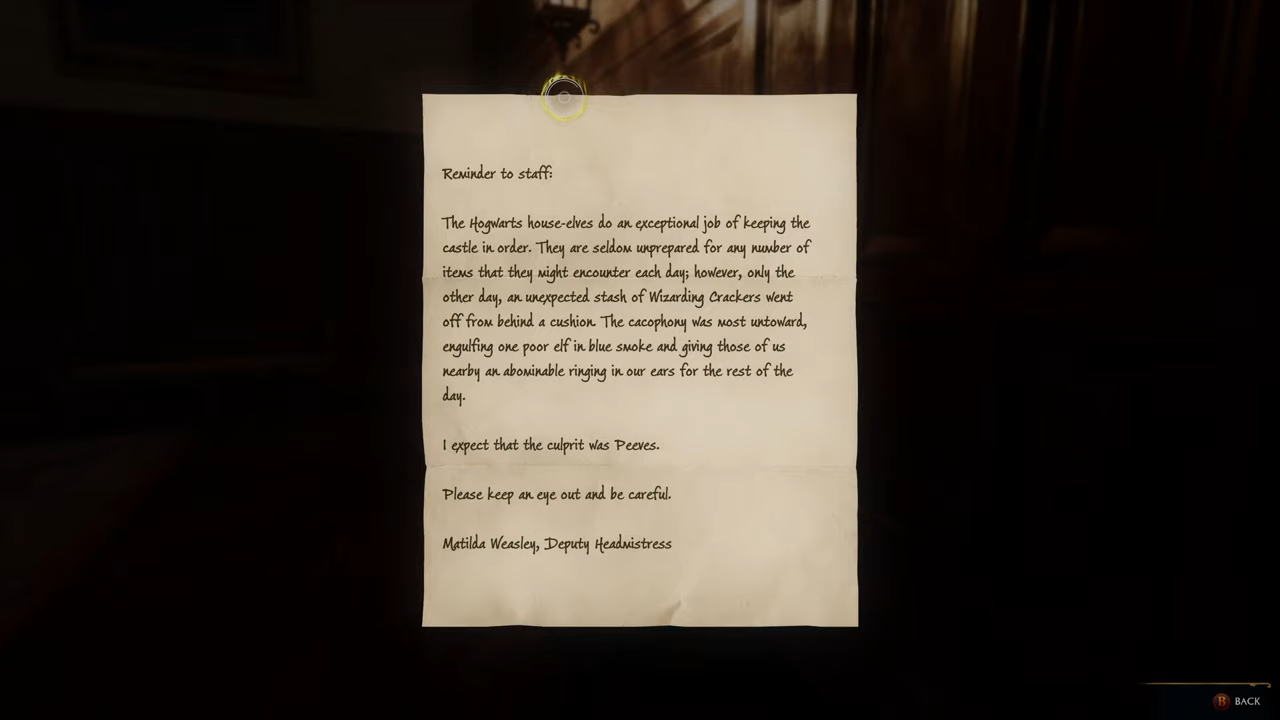 Reminder to staff:
The Hogwarts house-elves do an exceptional job of keeping the
castle in order. They are seldom unprepared for any number of
items that they might encounter each day; however, only the
other day, an unexpected stash of Wizarding Crackers went
off from behind a cushion. The cacophony was most untoward,
engulfing one poor elf in blue smoke and giving those of us
nearby an abominable ringing in our ears for the rest of the
day.
I expect that the culprit was Peeves.
Please keep an eye out and be careful.
Matilda Weasley, Deputy Headmistress
B BACK